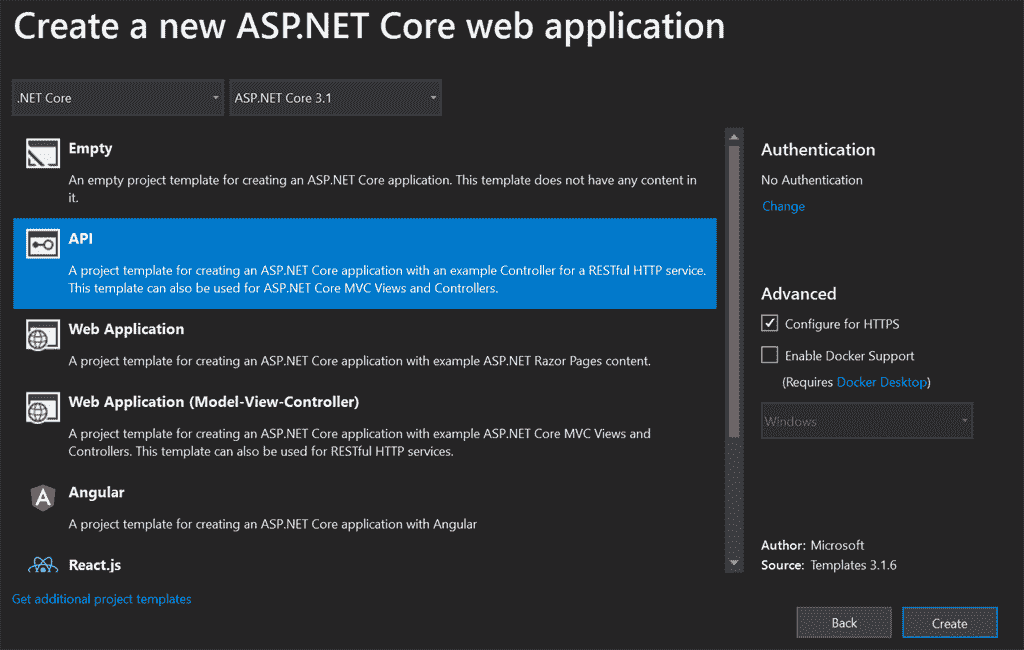 Create a new ASP.NET Core web application
.NET Core
ASP.NET Core 3.1
Empty
An empty project template for creating an ASP.NET Core application. This template does not have any content in
it.
API
A project template for creating an ASP.NET Core application with an example Controller for a RESTful HTTP service.
This template can also be used for ASP.NET Core MVC Views and Controllers.
Web Application
A project template for creating an ASP.NET Core application with example ASP.NET Razor Pages content.
Web Application (Model-View-Controller)
A project template for creating an ASP.NET Core application with example ASP.NET Core MVC Views and
Controllers. This template can also be used for RESTful HTTP services.
Angular
A project template for creating an ASP.NET Core application with Angular
React.js
Get additional project templates
Authentication
No Authentication
Change
Advanced
Configure for HTTPS
Enable Docker Support
(Requires Docker Desktop)
Windows
Author: Microsoft
Source: Templates 3.1.6
Back
Create